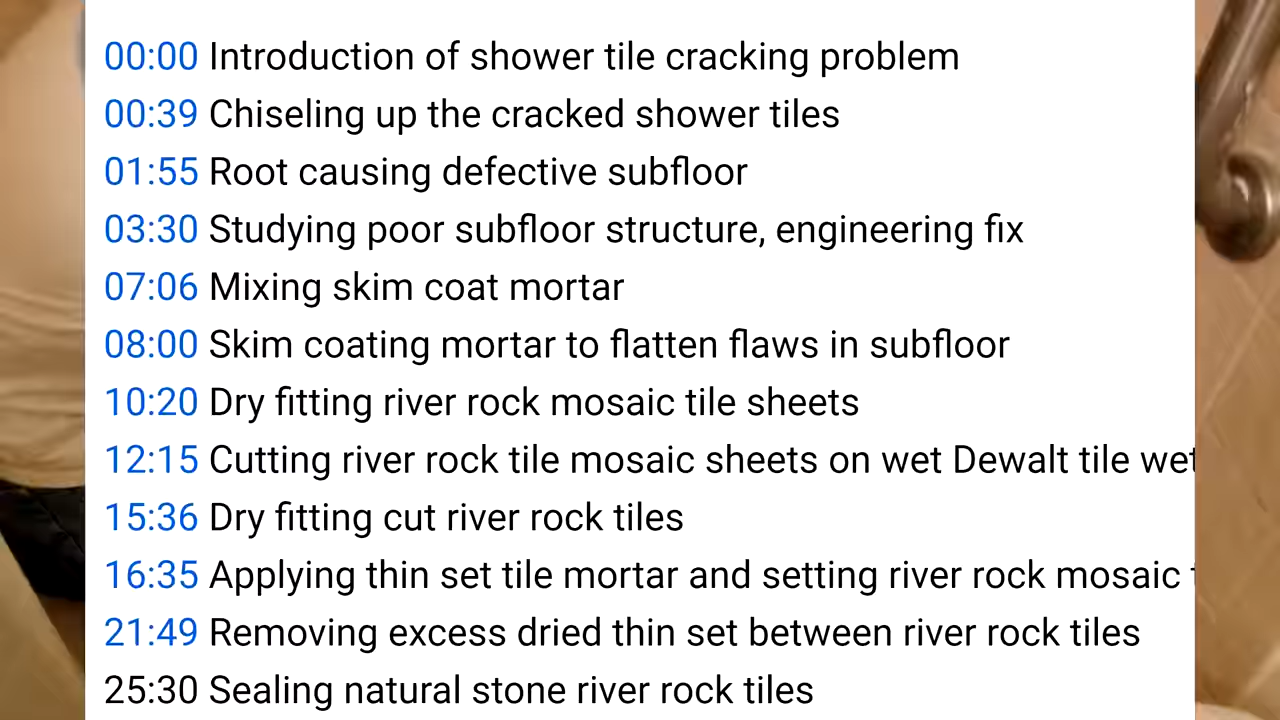 00:00 Introduction of shower tile cracking problem
00:39 Chiseling up the cracked shower tiles
01:55 Root causing defective subfloor
03:30 Studying poor subfloor structure, engineering fix
07:06 Mixing skim coat mortar
08:00 Skim coating mortar to flatten flaws in subfloor
10:20 Dry fitting river rock mosaic tile sheets
12:15 Cutting river rock tile mosaic sheets on wet Dewalt tile wet
15:36 Dry fitting cut river rock tiles
16:35 Applying thin set tile mortar and setting river rock mosaic
21:49 Removing excess dried thin set between river rock tiles
25:30 Sealing natural stone river rock tiles